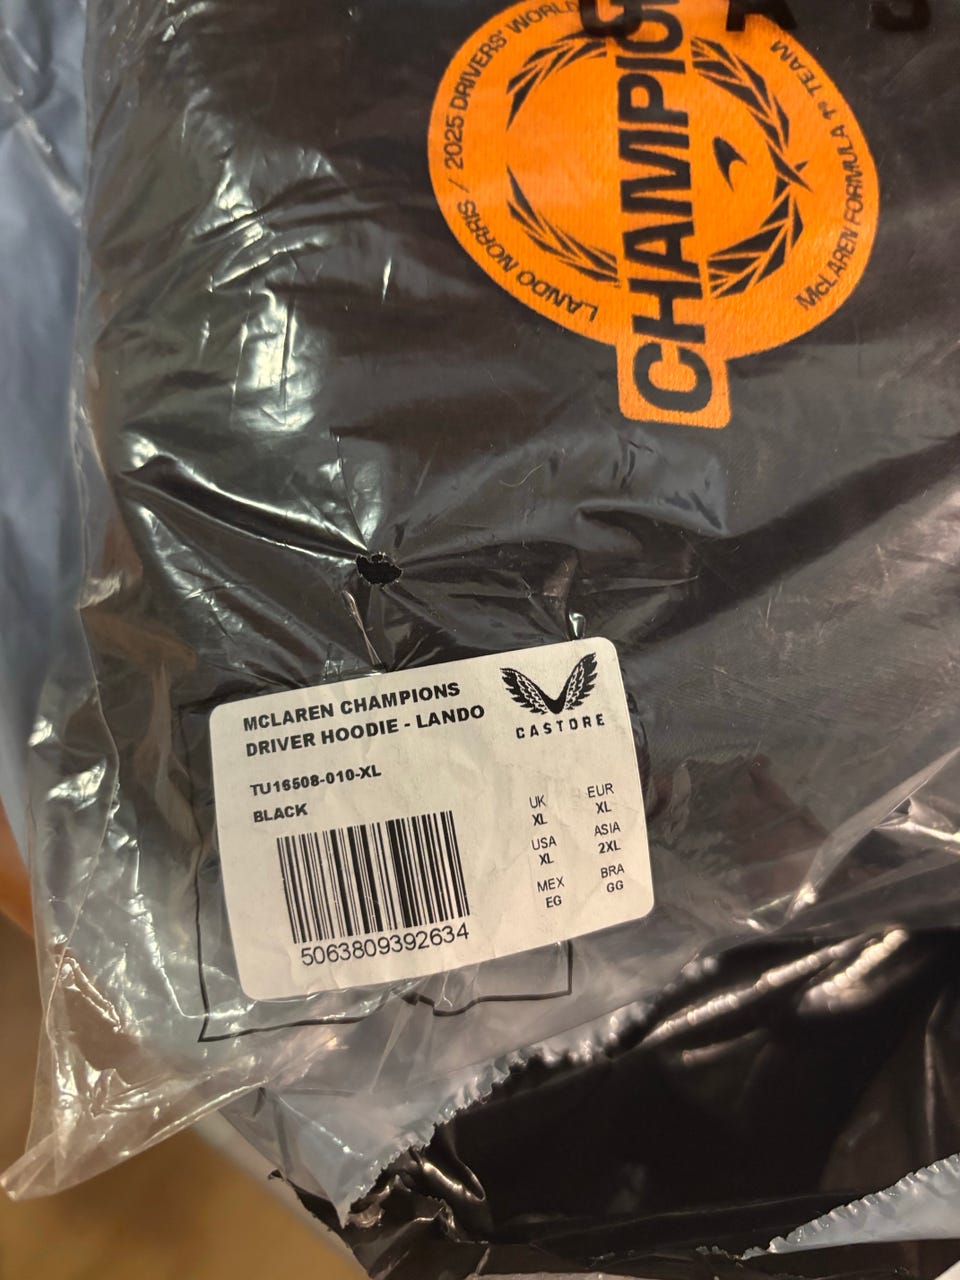 LANDO NORRIS / 2025 DRIVERS' WORLD
CHAMPIO
McLAREN FORMULA 1® TEAM
MCLAREN CHAMPIONS
DRIVER HOODIE - LANDO
CASTORE
TU16508-010-XL
BLACK
UK EUR
XL XL
USA ASIA
XL 2XL
MEX BRA
EG GG
5063809392634